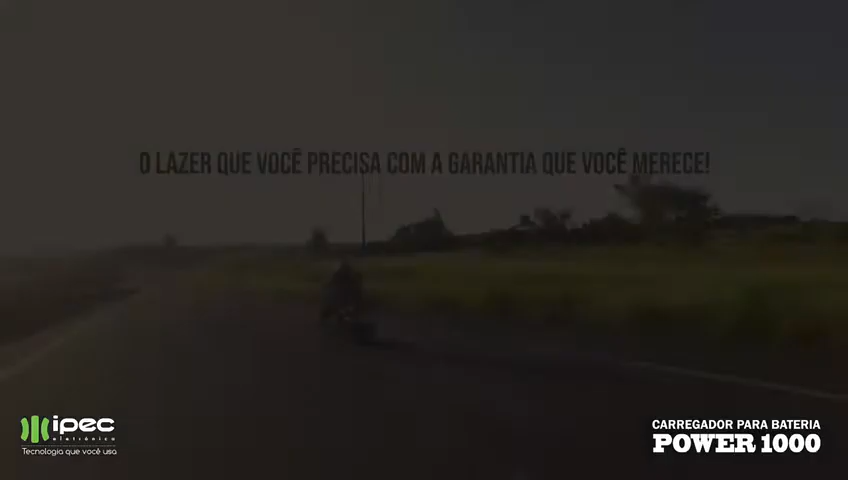 O LAZER QUE VOCÊ PRECISA COM A GARANTIA QUE VOCÊ MERECE!
ipec
eletrônica
Tecnologia que você usa
CARREGADOR PARA BATERIA
POWER 1000